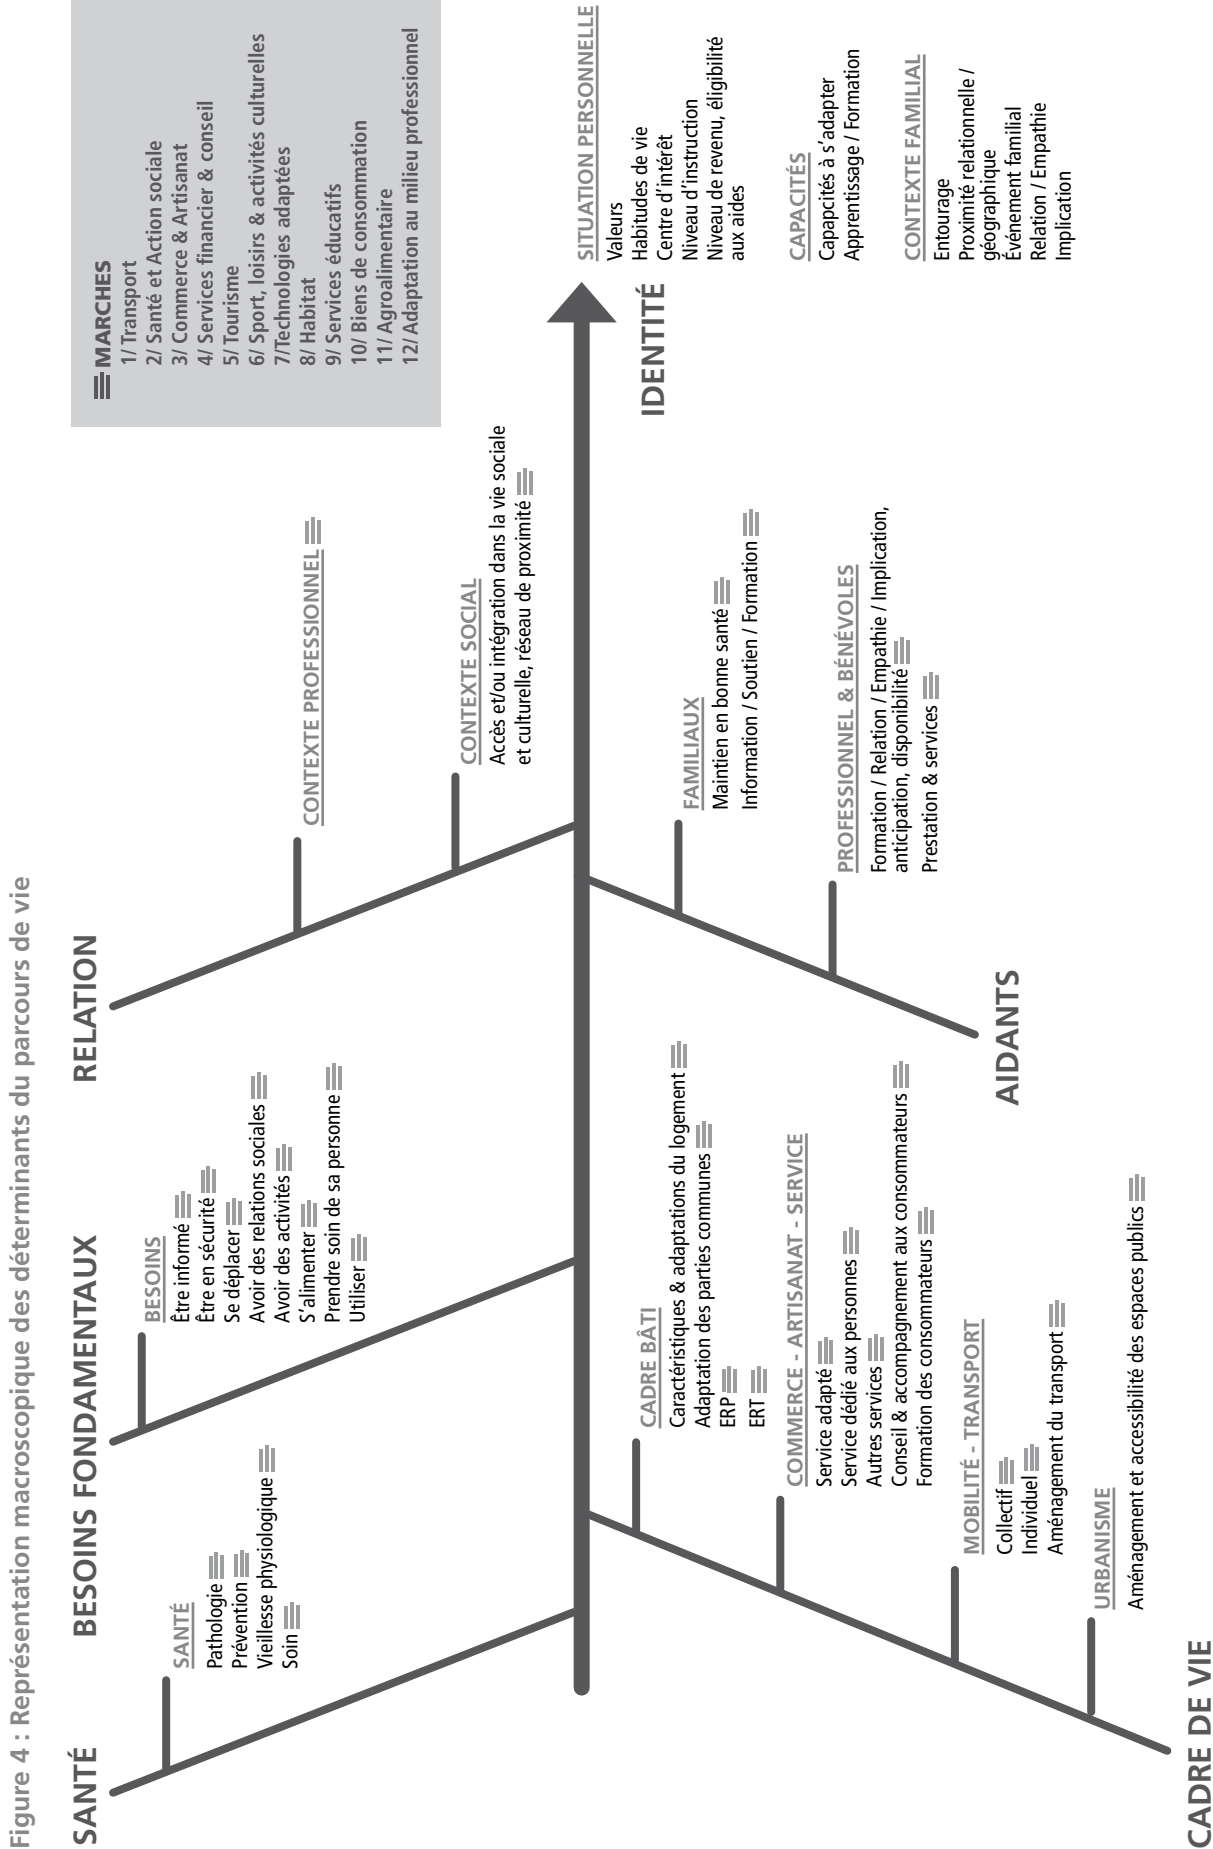 Figure 4 : Représentation macroscopique des déterminants du parcours de vie
SANTÉ
SANTÉ
Pathologie
Prévention
Vieillesse physiologique
Soin
BESOINS FONDAMENTAUX
BESOINS
Être informé
Être en sécurité
Se déplacer
Avoir des relations sociales
Avoir des activités
S'alimenter
Prendre soin de sa personne
Utiliser
RELATION
CONTEXTE PROFESSIONNEL
CONTEXTE SOCIAL
Accès et/ou intégration dans la vie sociale
et culturelle, réseau de proximité
MARCHES
1/ Transport
2/ Santé et Action sociale
3/ Commerce & Artisanat
4/ Services financier & conseil
5/ Tourisme
6/ Sport, loisirs & activités culturelles
7/Technologies adaptées
8/ Habitat
9/ Services éducatifs
10/ Biens de consommation
11/ Agroalimentaire
12/ Adaptation au milieu professionnel
IDENTITÉ
SITUATION PERSONNELLE
Valeurs
Habitudes de vie
Centre d'intérêt
Niveau d'instruction
Niveau de revenu, éligibilité
aux aides
CAPACITÉS
Capapcités à s'adapter
Apprentissage / Formation
CONTEXTE FAMILIAL
Entourage
Proximité relationnelle /
géographique
Événement familial
Relation / Empathie
Implication
CADRE DE VIE
CADRE BÂTI
Caractéristiques & adaptations du logement
Adaptation des parties communes
ERP
ERT
COMMERCE - ARTISANAT - SERVICE
Service adapté
Service dédié aux personnes
Autres services
Conseil & accompagnement aux consommateurs
Formation des consommateurs
MOBILITÉ - TRANSPORT
Collectif
Individuel
Aménagement du transport
URBANISME
Aménagement et accessibilité des espaces publics
AIDANTS
FAMILIAUX
Maintien en bonne santé
Information / Soutien / Formation
PROFESSIONNEL & BÉNÉVOLES
Formation / Relation / Empathie / Implication,
anticipation, disponibilité
Prestation & services